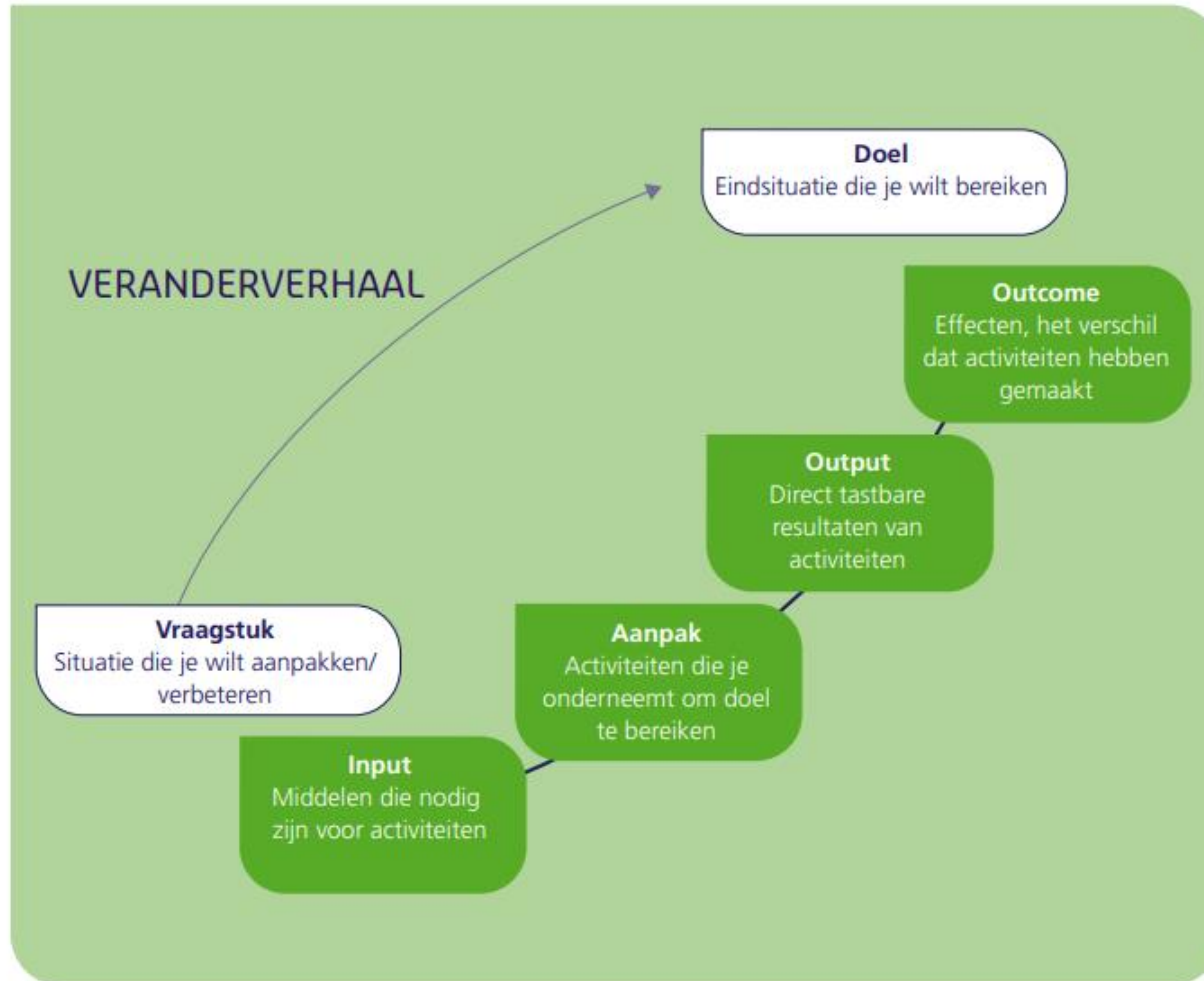 Doel
Eindsituatie die je wilt bereiken
VERANDERVERHAAL
Outcome
Effecten, het verschil
dat activiteiten hebben
gemaakt
Output
Direct tastbare
resultaten van
activiteiten
Vraagstuk
Situatie die je wilt aanpakken/
verbeteren
Aanpak
Activiteiten die je
onderneemt om doel
te bereiken
Input
Middelen die nodig
zijn voor activiteiten